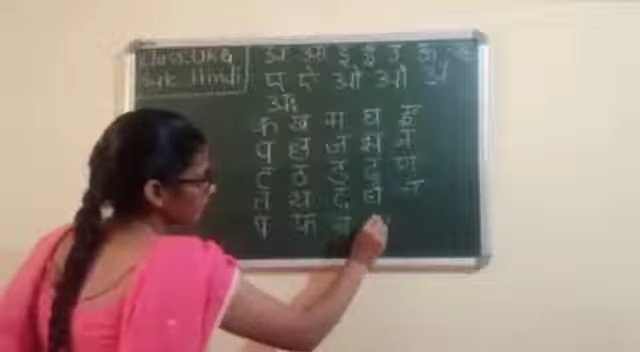 Class:UKG
Sub. Hindi
अ आ इ ई उ ऊ ऋ
ए ऐ ओ औ अं
अः
क ख ग घ ङ
च छ ज झ ञ
ट ठ ड ढ ण
त थ द ध न
प फ ब